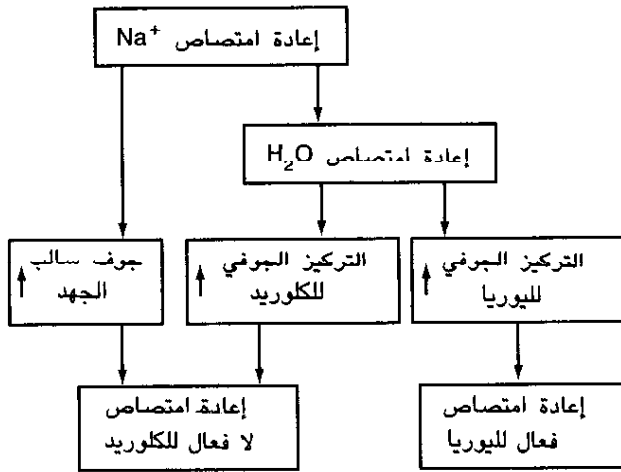 إعادة امتصاص Na⁺
إعادة امتصاص H₂O
جوف سالب
الجهد
التركيز الجوفي
للكلوريد
التركيز الجوفي
لليوريا
إعادة امتصاص
لا فعال للكلوريد
إعادة امتصاص
فعال لليوريا